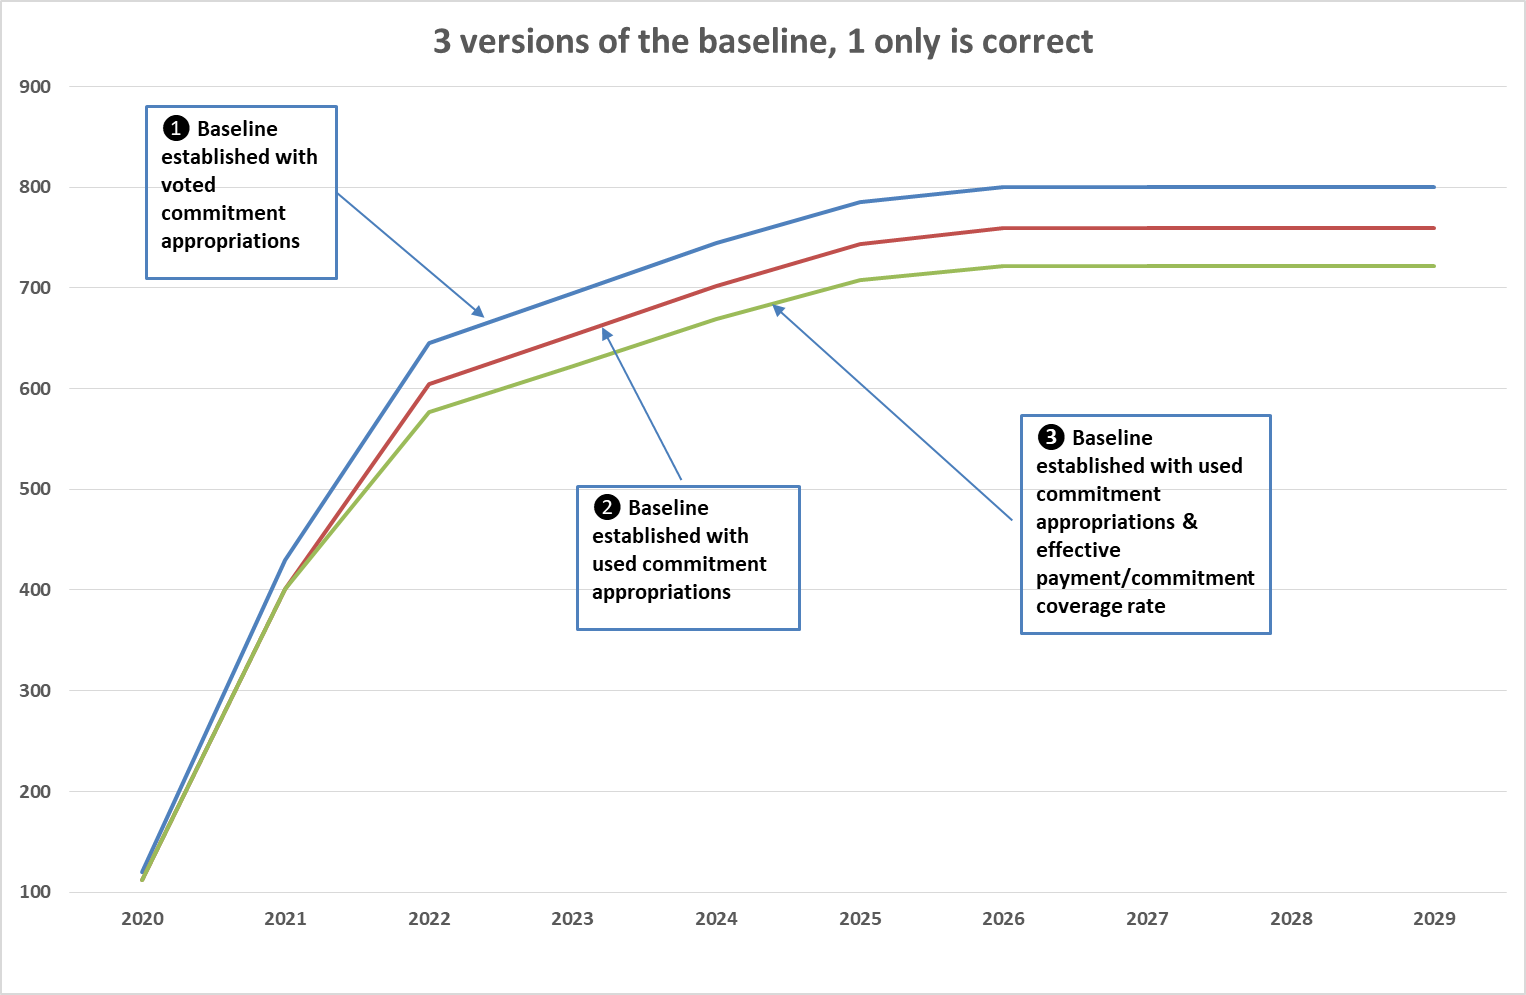 3 versions of the baseline, 1 only is correct
900
800
700
600
500
400
300
200
100
❶ Baseline
established with
voted
commitment
appropriations
❷ Baseline
established with
used commitment
appropriations
❸ Baseline
established with used
commitment
appropriations &
effective
payment/commitment
coverage rate
2020 2021 2022 2023 2024 2025 2026 2027 2028 2029